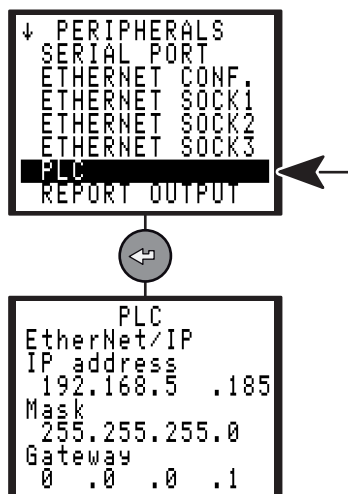 ↓ PERIPHERALS
SERIAL PORT
ETHERNET CONF.
ETHERNET SOCK1
ETHERNET SOCK2
ETHERNET SOCK3
PLC
REPORT OUTPUT
PLC
EtherNet/IP
IP address
192.168.5  .185
Mask
255.255.255.0
Gateway
0  .0  .0  .1